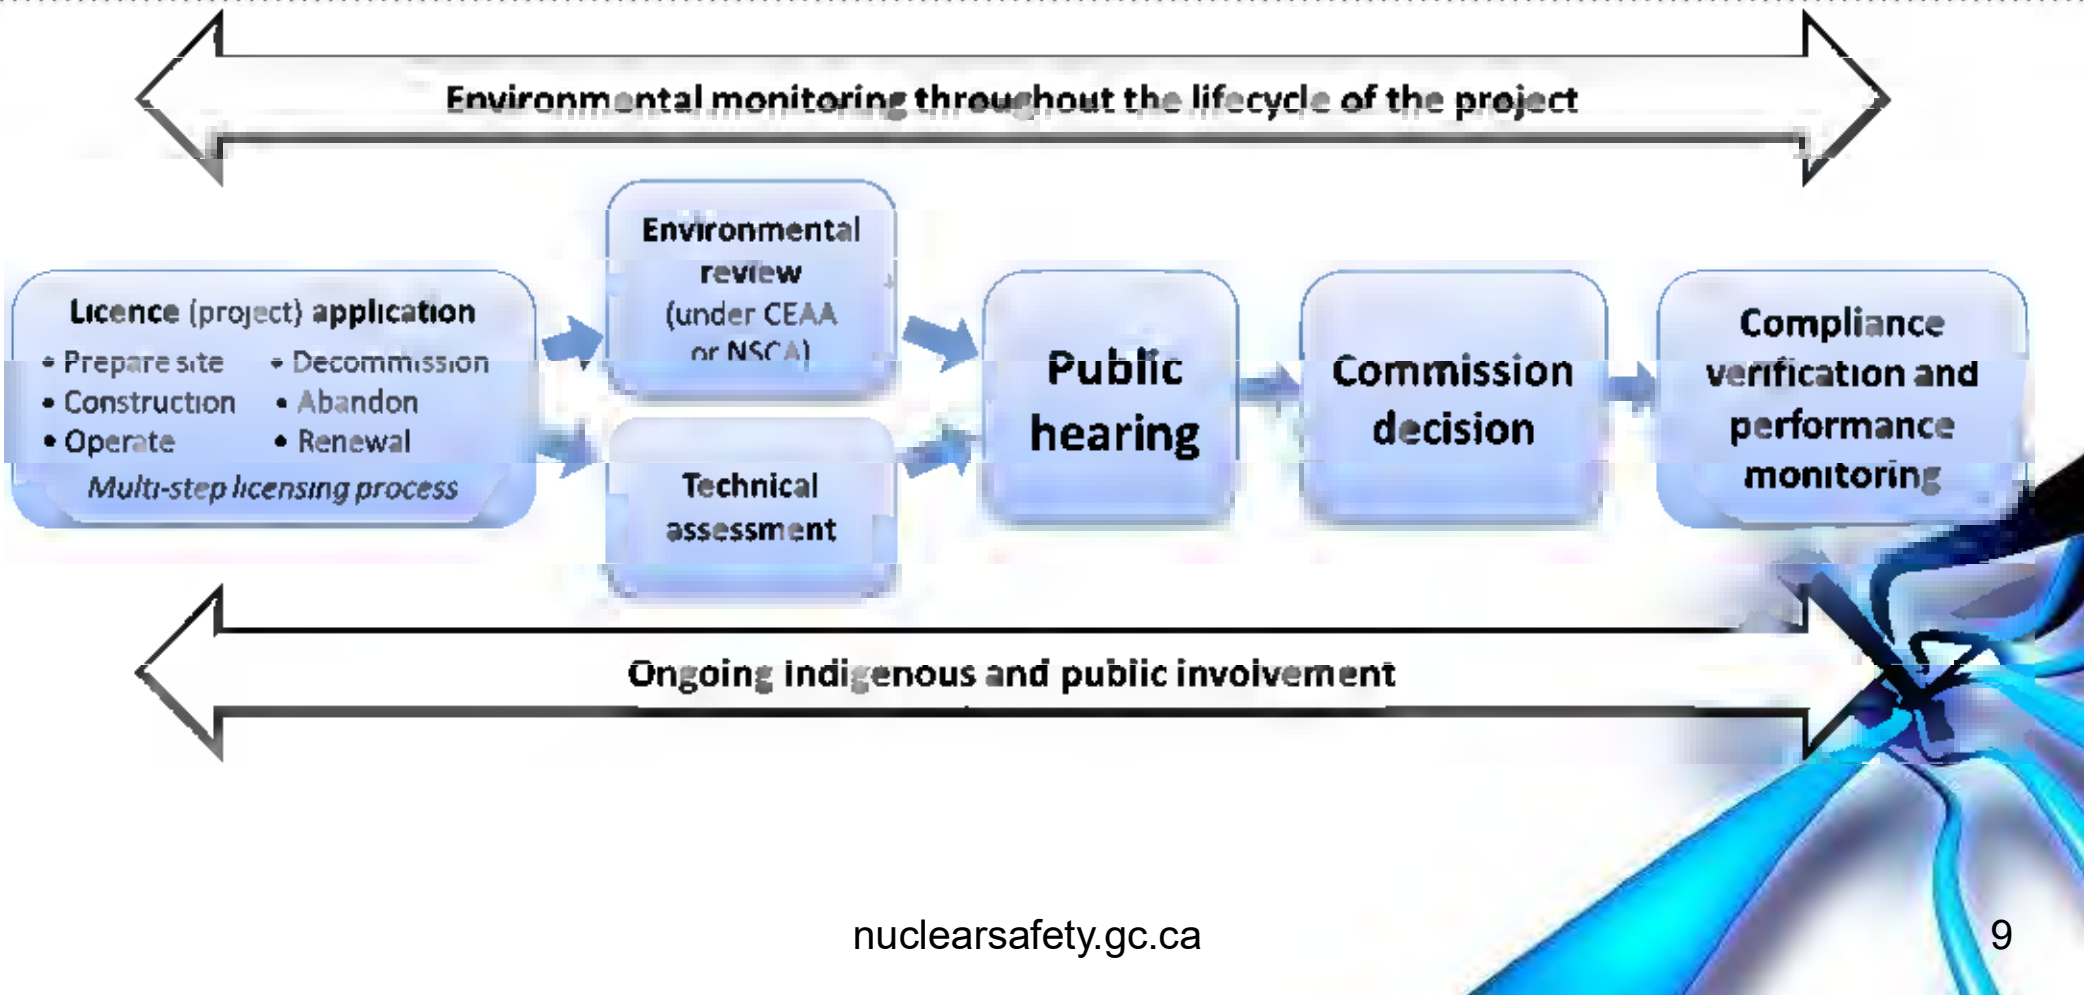 Environmental monitoring throughout the lifecycle of the project
Licence (project) application
• Prepare site
• Construction
• Operate
• Decommission
• Abandon
• Renewal
Multi-step licensing process
Environmental
review
(under CEAA
or NSCA)
Technical
assessment
Public
hearing
Commission
decision
Compliance
verification and
performance
monitoring
Ongoing Indigenous and public involvement
nuclearsafety.gc.ca
9